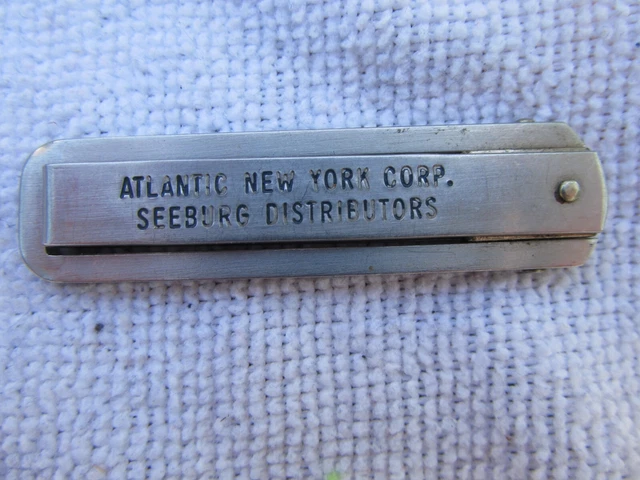 ATLANTIC NEW YORK CORP.
SEEBURG DISTRIBUTORS